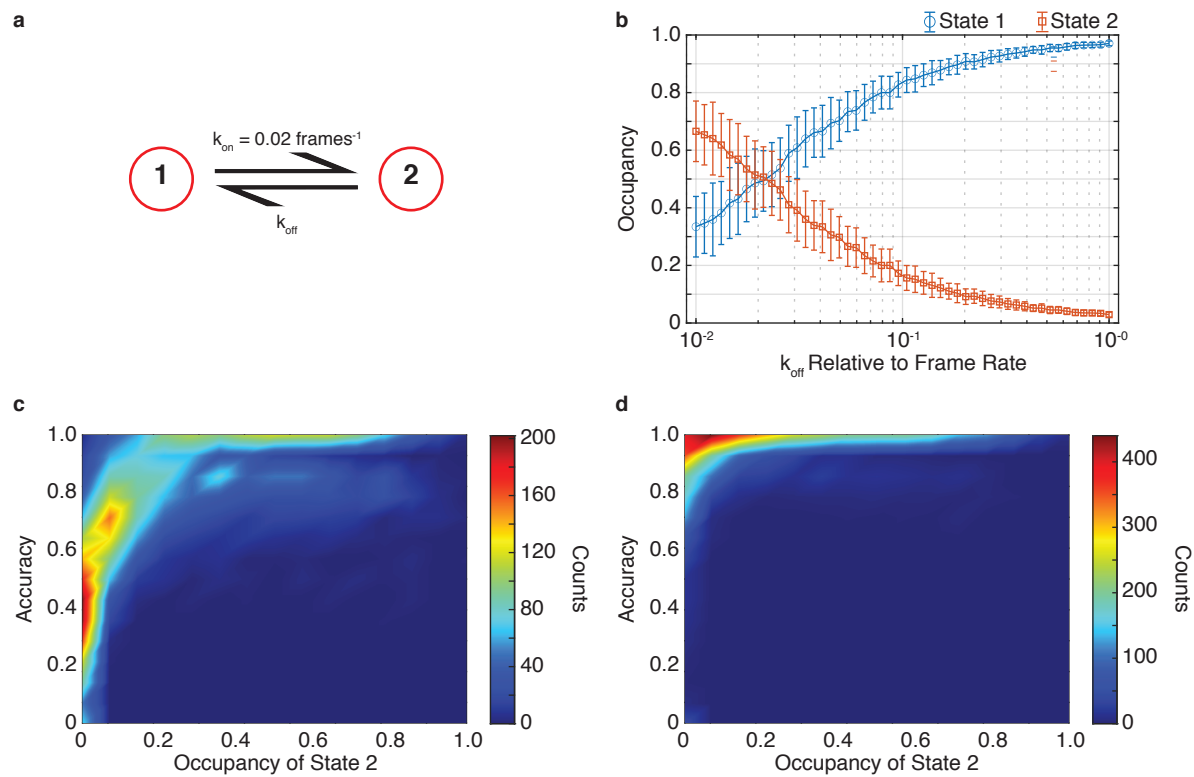 a
k_on = 0.02 frames⁻¹
1
2
k_off
b
State 1
State 2
1.0
0.8
0.6
0.4
0.2
0
Occupancy
10⁻²
10⁻¹
10⁻⁰
k_off Relative to Frame Rate
c
1.0
0.8
0.6
0.4
0.2
0
Accuracy
0
0.2
0.4
0.6
0.8
1.0
Occupancy of State 2
200
160
120
80
40
0
Counts
d
1.0
0.8
0.6
0.4
0.2
0
Accuracy
0
0.2
0.4
0.6
0.8
1.0
Occupancy of State 2
400
300
200
100
0
Counts